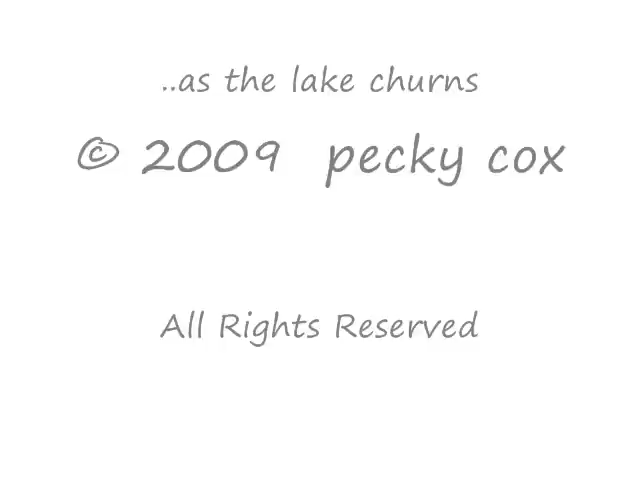 ..as the lake churns
© 2009 pecky cox
All Rights Reserved